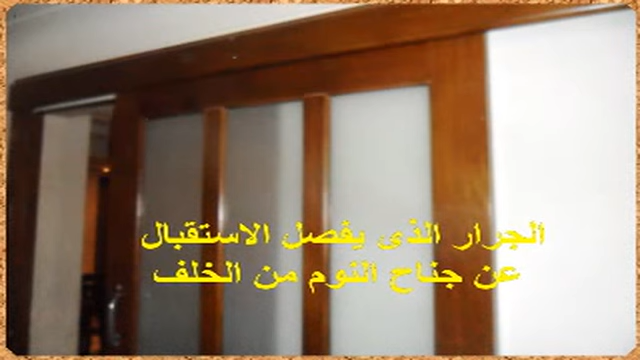 الجرار الذى يفصل الاستقبال
عن جناح النوم من الخلف